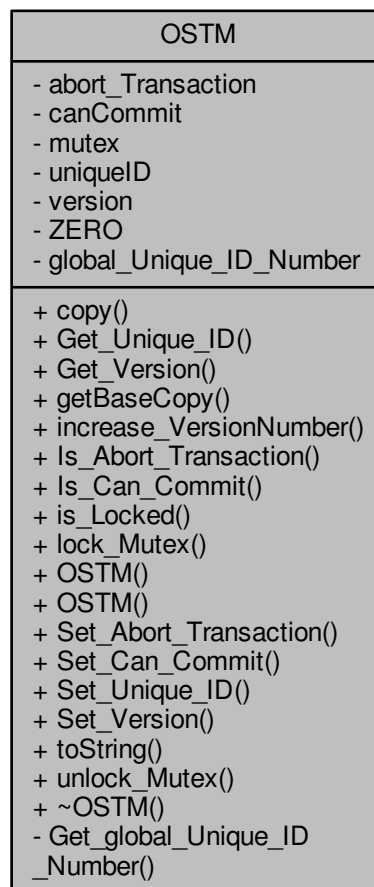 OSTM
- abort_Transaction
- canCommit
- mutex
- uniqueID
- version
- ZERO
- global_Unique_ID_Number
+ copy()
+ Get_Unique_ID()
+ Get_Version()
+ getBaseCopy()
+ increase_VersionNumber()
+ Is_Abort_Transaction()
+ Is_Can_Commit()
+ is_Locked()
+ lock_Mutex()
+ OSTM()
+ OSTM()
+ Set_Abort_Transaction()
+ Set_Can_Commit()
+ Set_Unique_ID()
+ Set_Version()
+ toString()
+ unlock_Mutex()
+ ~OSTM()
- Get_global_Unique_ID
_Number()